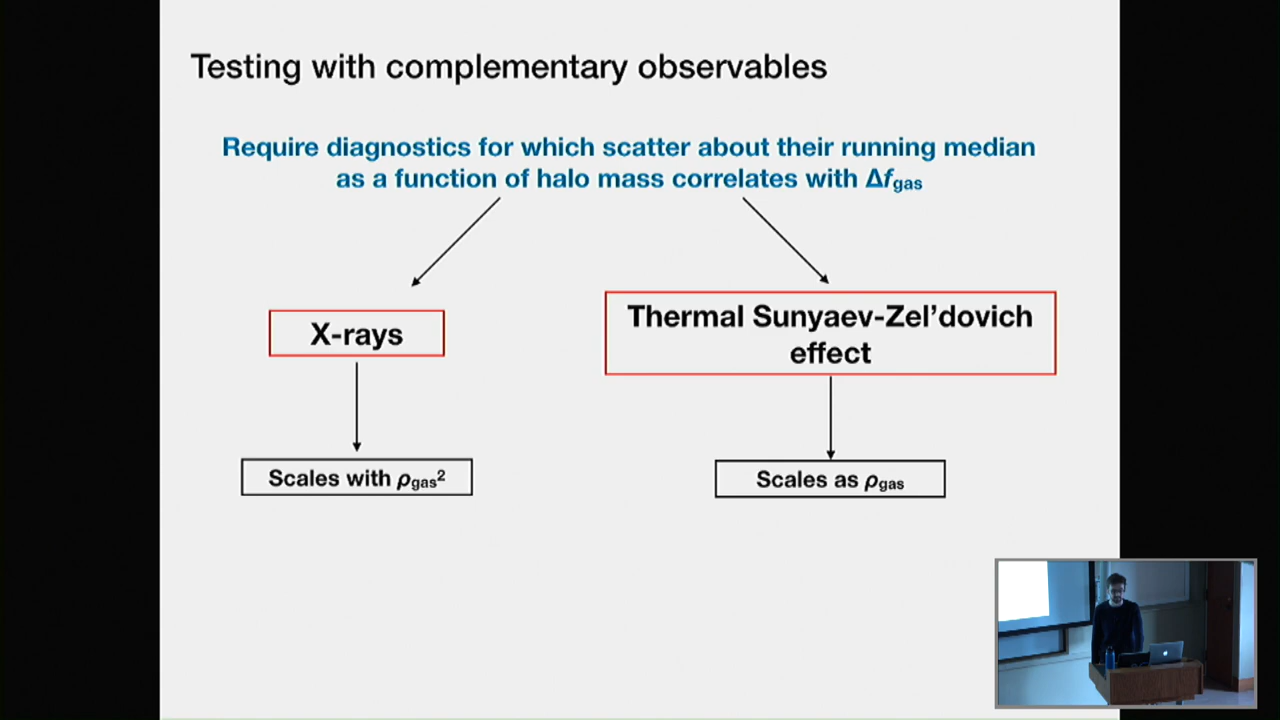 Testing with complementary observables
Require diagnostics for which scatter about their running median
as a function of halo mass correlates with Δfgas
X-rays
Thermal Sunyaev-Zel’dovich
effect
Scales with ρgas²
Scales as ρgas